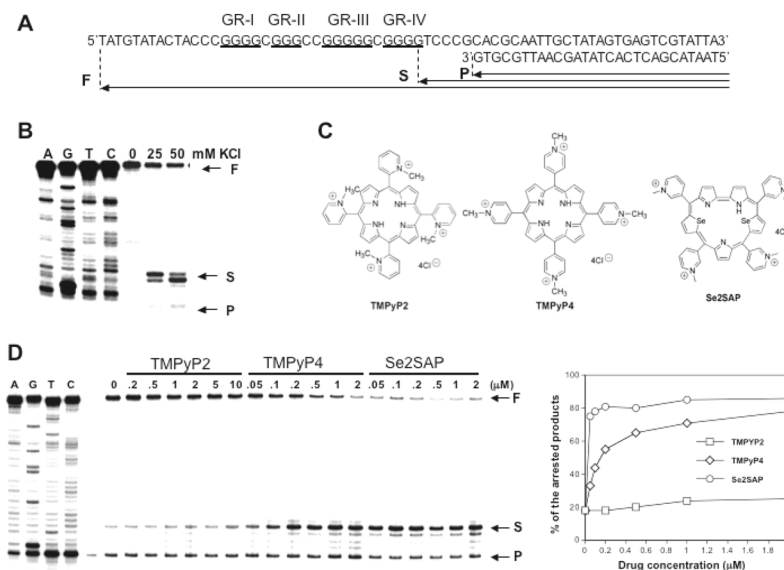 A
GR-I GR-II GR-III GR-IV
5'TATGTATACTACCCGGGGCGGGCCGGGGGCGGGGTCCCGCACGCAATTGCTATAGTGAGTCGTATTA3'
3'GTGCGTTAACGATATCACTCAGCATAAT5'
F S P
B
A G T C 0 25 50 mM KCl
F
S
P
C
CH3
TMPyP2
TMPyP4
Se2SAP
4Cl⊖
4Cl⊖
D
TMPyP2 TMPyP4 Se2SAP
A G T C 0 .2 .5 1 2 5 10 .05 .1 .2 .5 1 2 .05 .1 .2 .5 1 2 (μM)
F
S
P
% of the arrested products
100
80
60
40
20
0
TMPYP2
TMPyP4
Se2SAP
0 0.2 0.4 0.6 0.8 1 1.2 1.4 1.6 1.8
Drug concentration (μM)